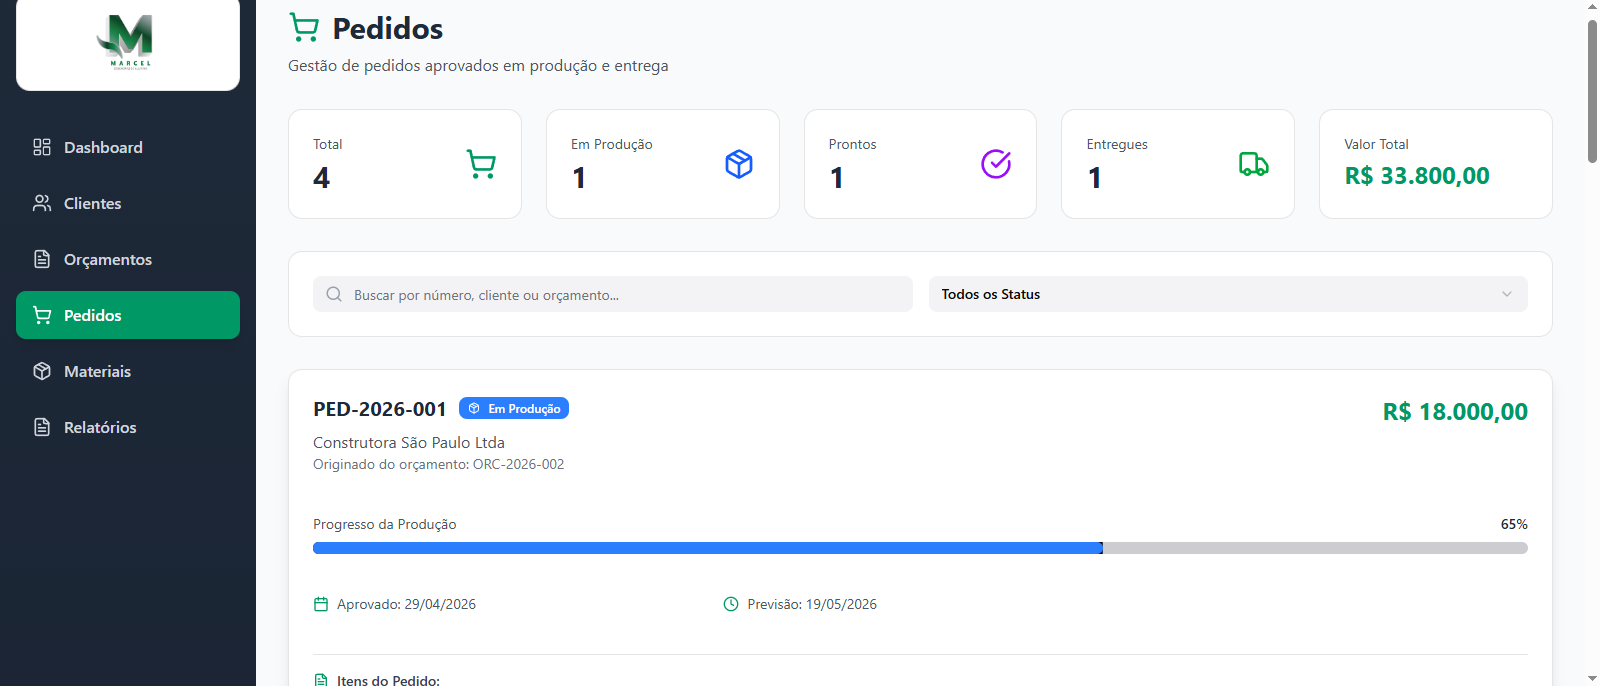 MARCEL
Dashboard
Clientes
Orçamentos
Pedidos
Materiais
Relatórios
Pedidos
Gestão de pedidos aprovados em produção e entrega
Total
4
Em Produção
1
Prontos
1
Entregues
1
Valor Total
R$ 33.800,00
Buscar por número, cliente ou orçamento...
Todos os Status
PED-2026-001 Em Produção
R$ 18.000,00
Construtora São Paulo Ltda
Originado do orçamento: ORC-2026-002
Progresso da Produção 65%
Aprovado: 29/04/2026 Previsão: 19/05/2026
Itens do Pedido: